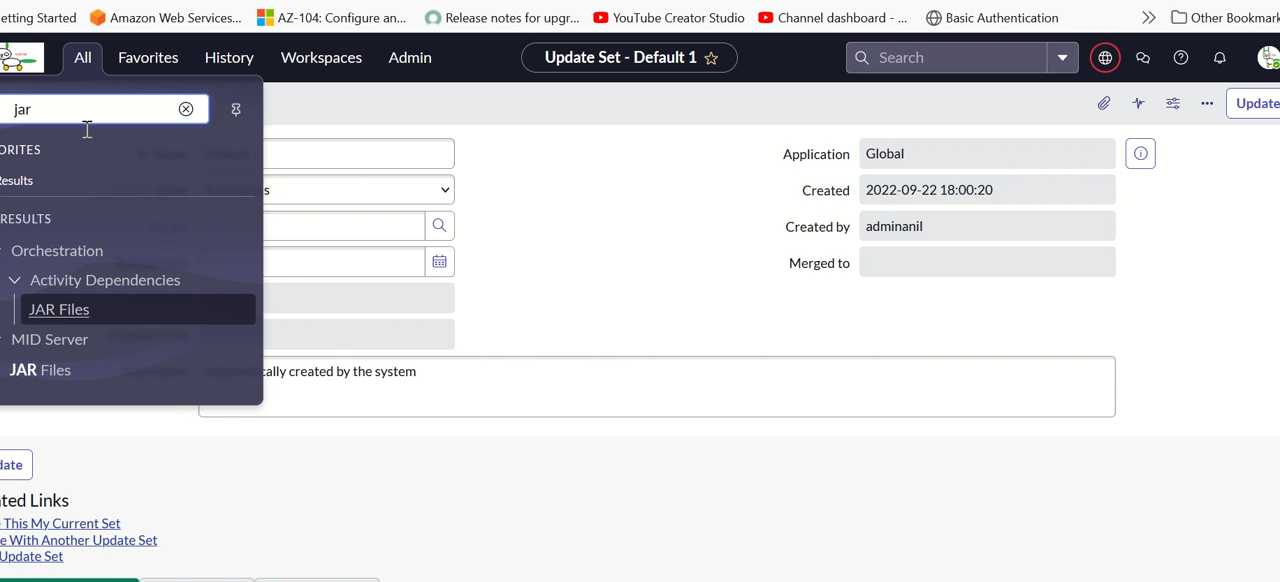 etting Started Amazon Web Services... AZ-104: Configure an... Release notes for upgr... YouTube Creator Studio Channel dashboard - ... Basic Authentication Other Bookmark
All Favorites History Workspaces Admin Update Set - Default 1 Search
jar
Update
ORITES
Results
RESULTS
Orchestration
Activity Dependencies
JAR Files
MID Server
JAR Files
s
Application Global
Created 2022-09-22 18:00:20
Created by adminanil
Merged to
cally created by the system
date
ted Links
This My Current Set
e With Another Update Set
Update Set